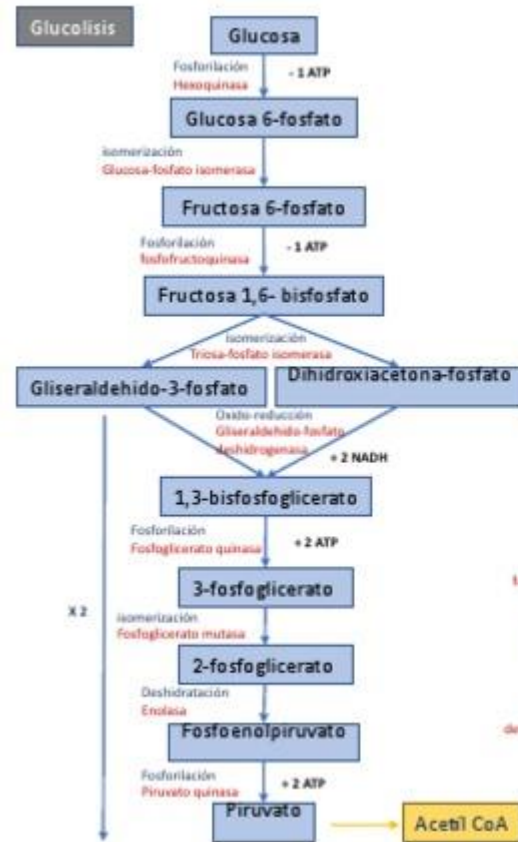 Glucolisis
Glucosa
Fosforilación
Hexoquinasa
- 1 ATP
Glucosa 6-fosfato
isomerización
Glucosa-fosfato isomerasa
Fructosa 6-fosfato
Fosforilación
fosfofructoquinasa
- 1 ATP
Fructosa 1,6- bisfosfato
isomerización
Triosa-fosfato isomerasa
Gliseraldehido-3-fosfato
Dihidroxiacetona-fosfato
Oxido-reducción
Gliseraldehido-fosfato
deshidrogenasa
+ 2 NADH
1,3-bisfosfoglicerato
Fosforilación
Fosfoglicerato quinasa
+ 2 ATP
3-fosfoglicerato
X 2
isomerización
Fosfoglicerato mutasa
2-fosfoglicerato
Deshidratación
Enolasa
de
Fosfoenolpiruvato
Fosforilación
Piruvato quinasa
+ 2 ATP
Piruvato
Acetil CoA